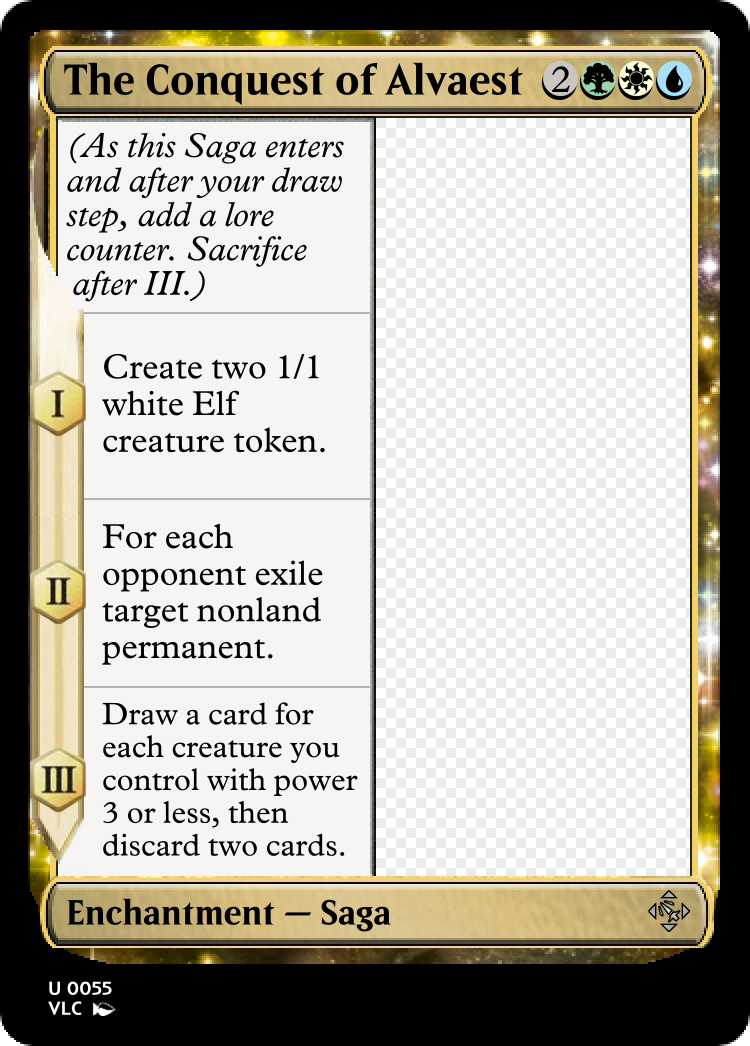 The Conquest of Alvaest 2
(As this Saga enters
and after your draw
step, add a lore
counter. Sacrifice
after III.)
I
Create two 1/1
white Elf
creature token.
II
For each
opponent exile
target nonland
permanent.
III
Draw a card for
each creature you
control with power
3 or less, then
discard two cards.
Enchantment — Saga
U 0055
VLC